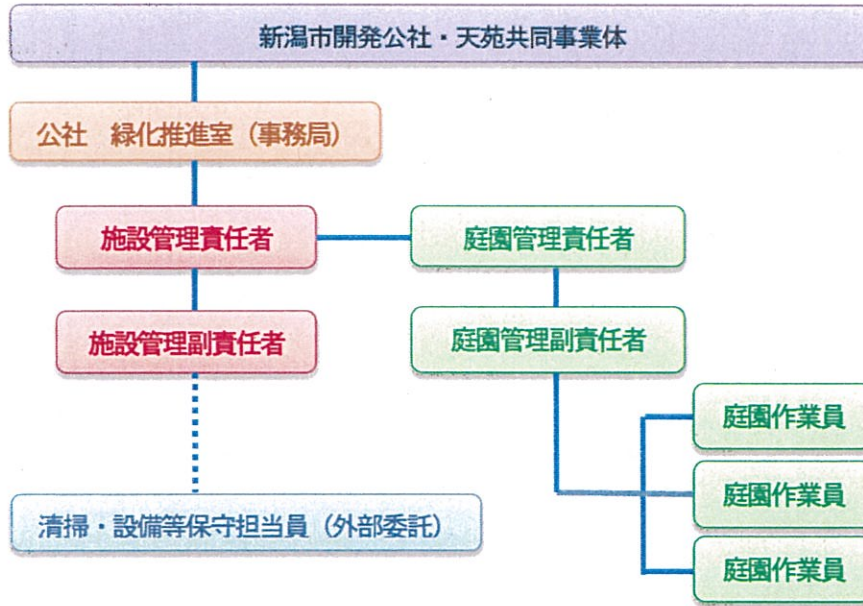 新潟市開発公社・天苑共同事業体
公社　緑化推進室（事務局）
施設管理責任者
庭園管理責任者
施設管理副責任者
庭園管理副責任者
庭園作業員
庭園作業員
清掃・設備等保守担当員（外部委託）
庭園作業員